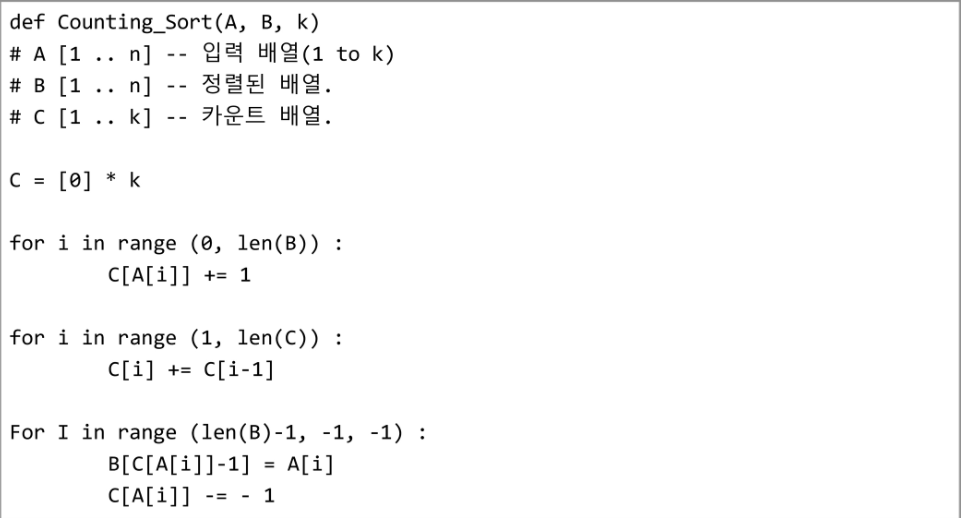 def Counting_Sort(A, B, k)
# A [1 .. n] -- 입력 배열(1 to k)
# B [1 .. n] -- 정렬된 배열.
# C [1 .. k] -- 카운트 배열.
C = [0] * k
for i in range (0, len(B)) :
C[A[i]] += 1
for i in range (1, len(C)) :
C[i] += C[i-1]
For I in range (len(B)-1, -1, -1) :
B[C[A[i]]-1] = A[i]
C[A[i]] -= - 1